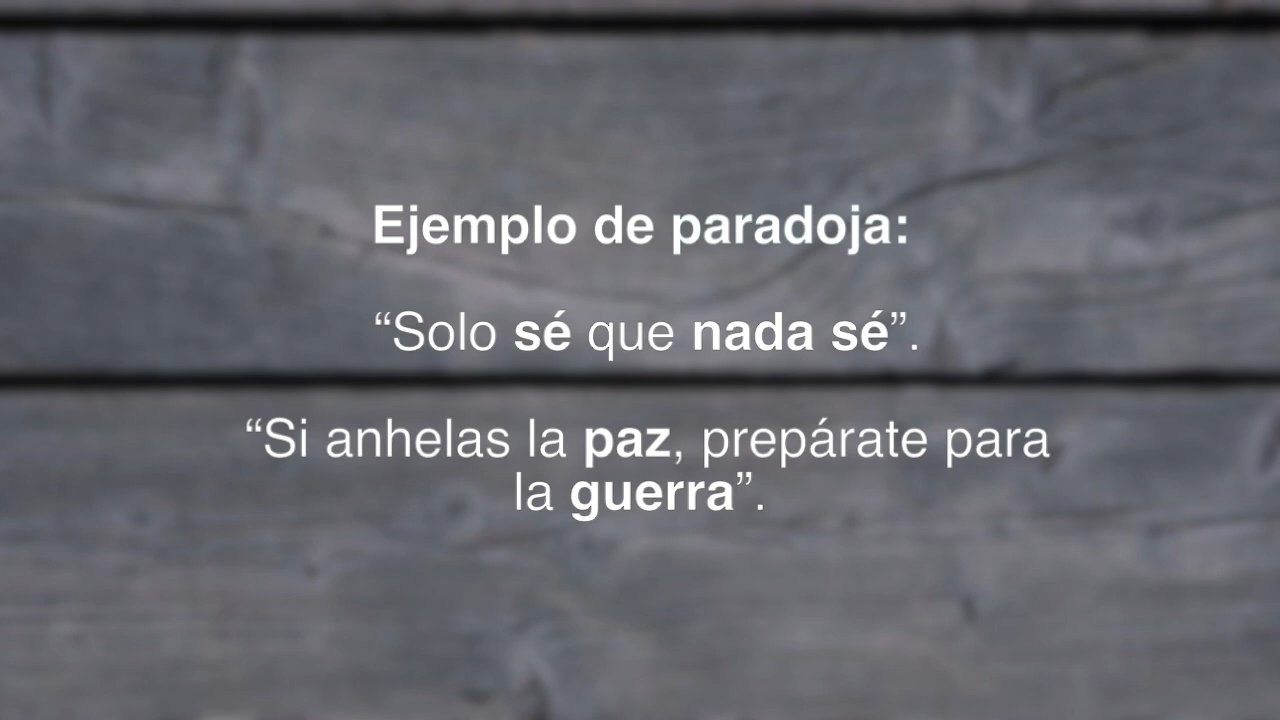 Ejemplo de paradoja:
“Solo sé que nada sé”.
“Si anhelas la paz, prepárate para
la guerra”.